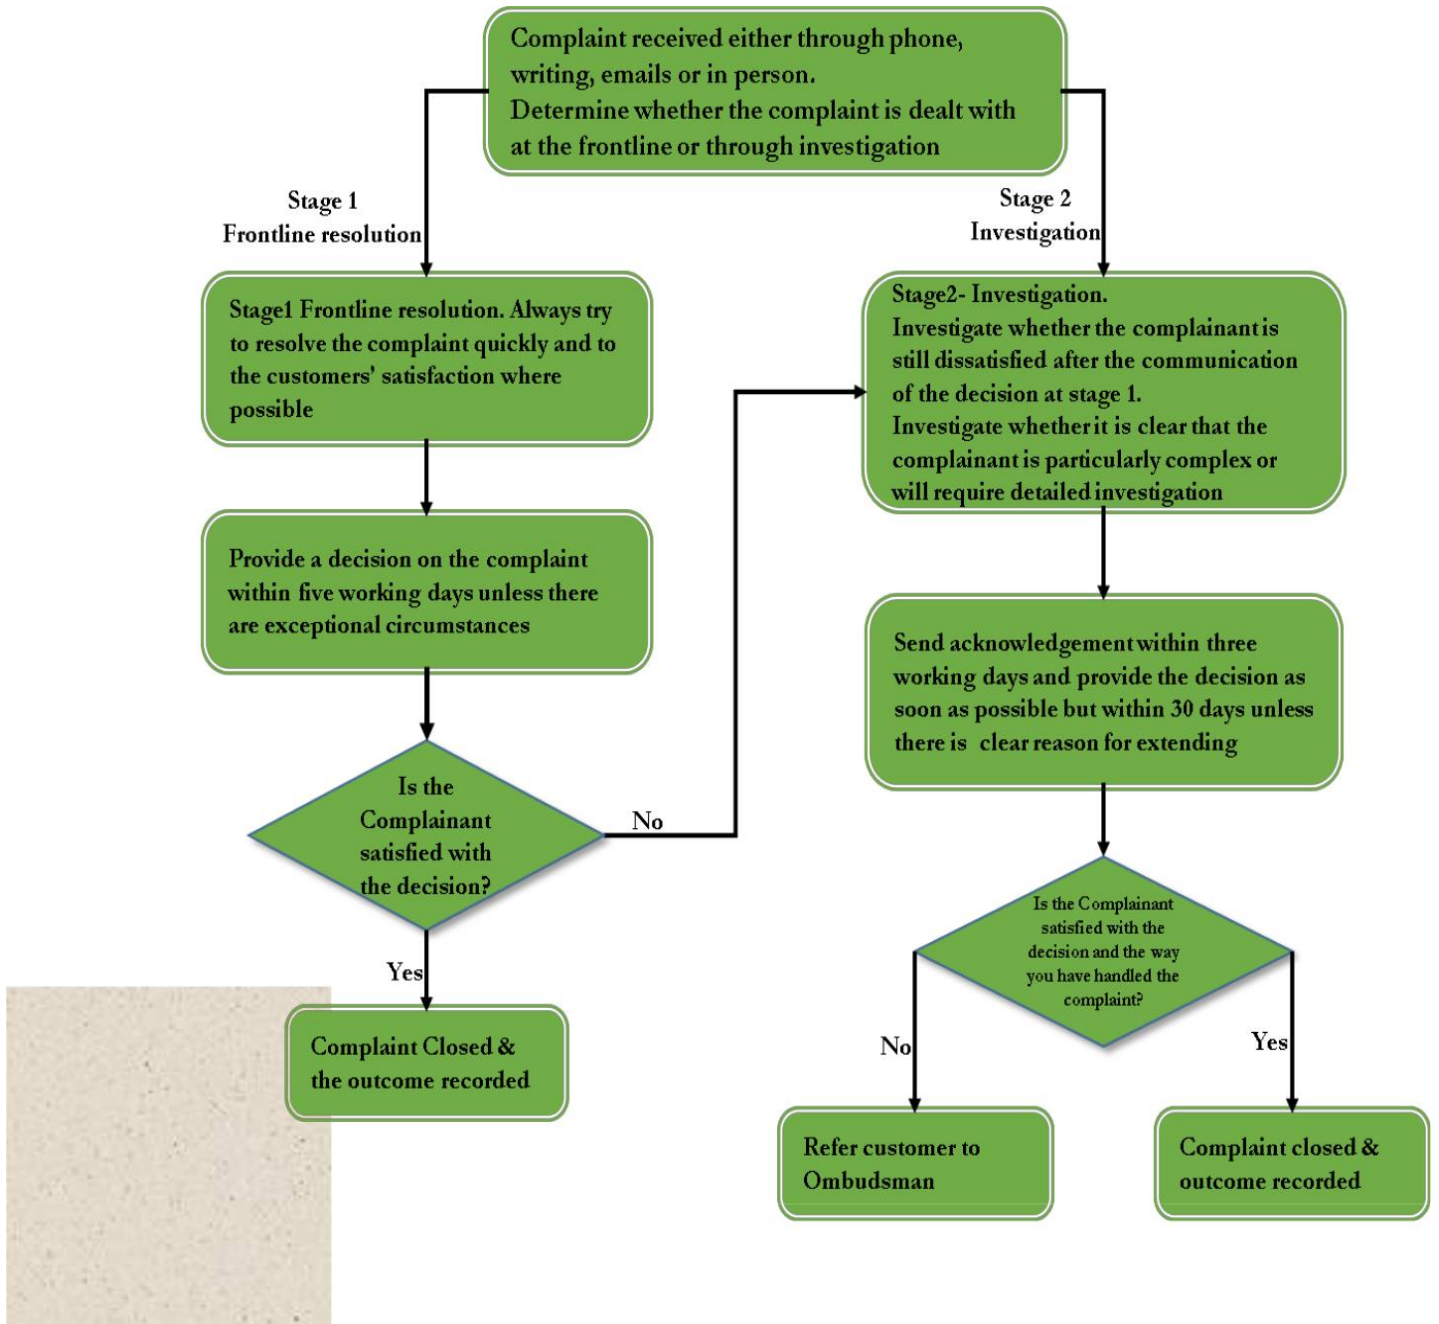 Complaint received either through phone,
writing, emails or in person.
Determine whether the complaint is dealt with
at the frontline or through investigation
Stage 1
Frontline resolution
Stage 2
Investigation
Stage1 Frontline resolution. Always try
to resolve the complaint quickly and to
the customers’ satisfaction where
possible
Stage2- Investigation.
Investigate whether the complainant is
still dissatisfied after the communication
of the decision at stage 1.
Investigate whether it is clear that the
complainant is particularly complex or
will require detailed investigation
Provide a decision on the complaint
within five working days unless there
are exceptional circumstances
Send acknowledgement within three
working days and provide the decision as
soon as possible but within 30 days unless
there is clear reason for extending
Is the
Complainant
satisfied with
the decision?
No
Yes
Complaint Closed &
the outcome recorded
Is the Complainant
satisfied with the
decision and the way
you have handled the
complaint?
No
Yes
Refer customer to
Ombudsman
Complaint closed &
outcome recorded